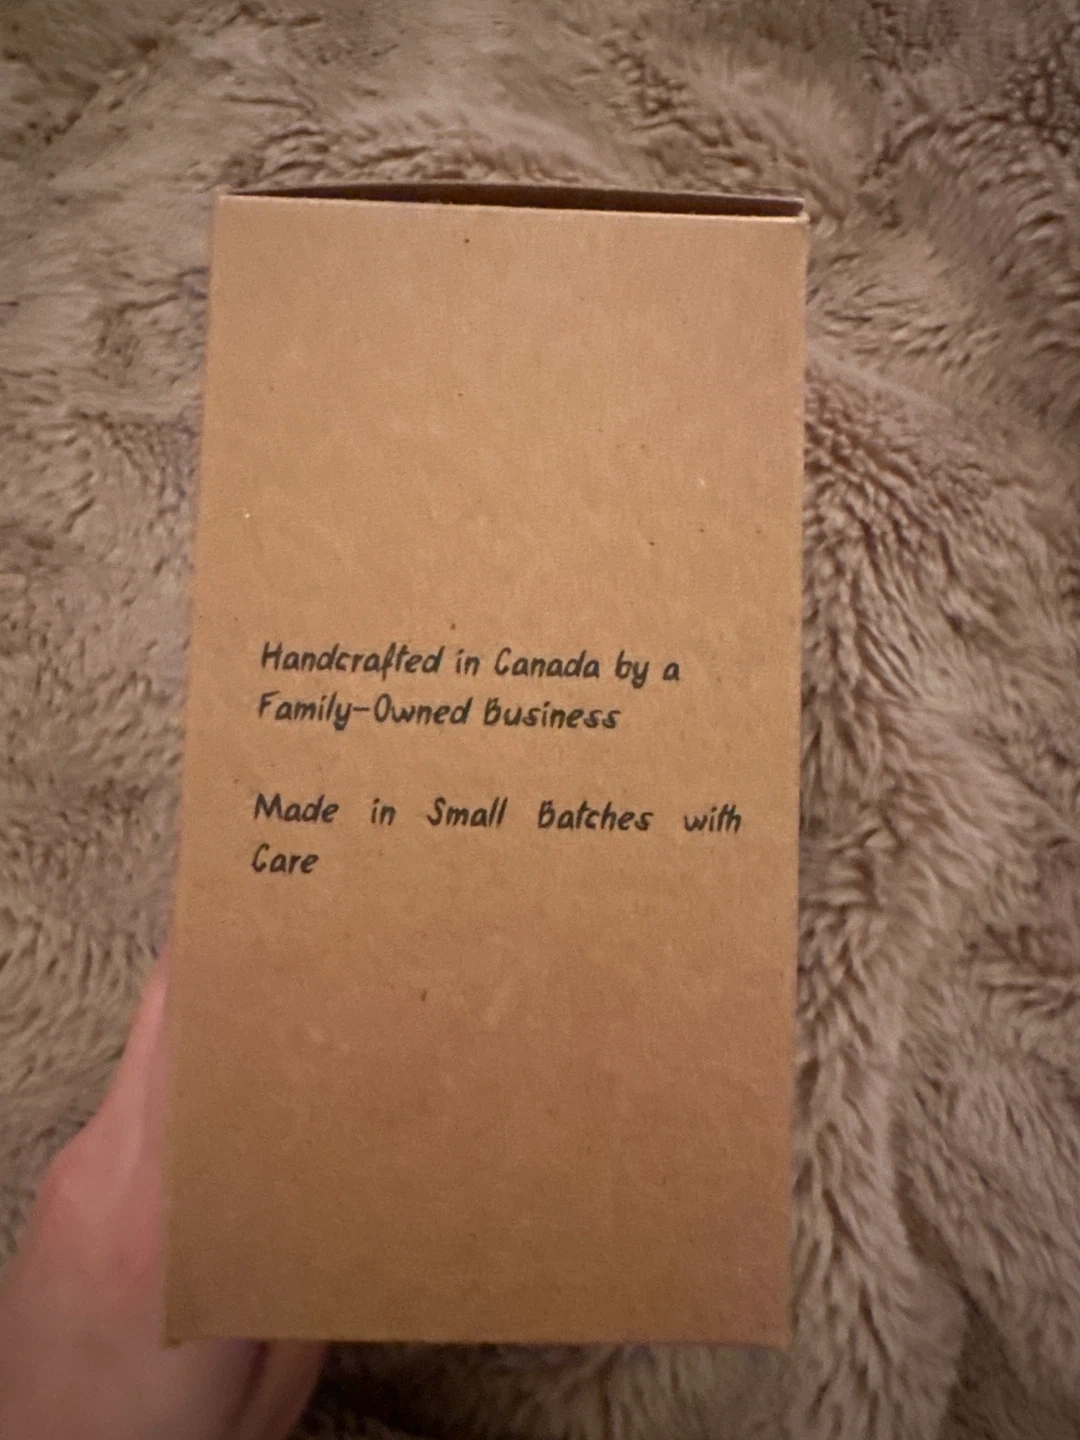 Handcrafted in Canada by a
Family-Owned Business
Made in Small Batches with
Care